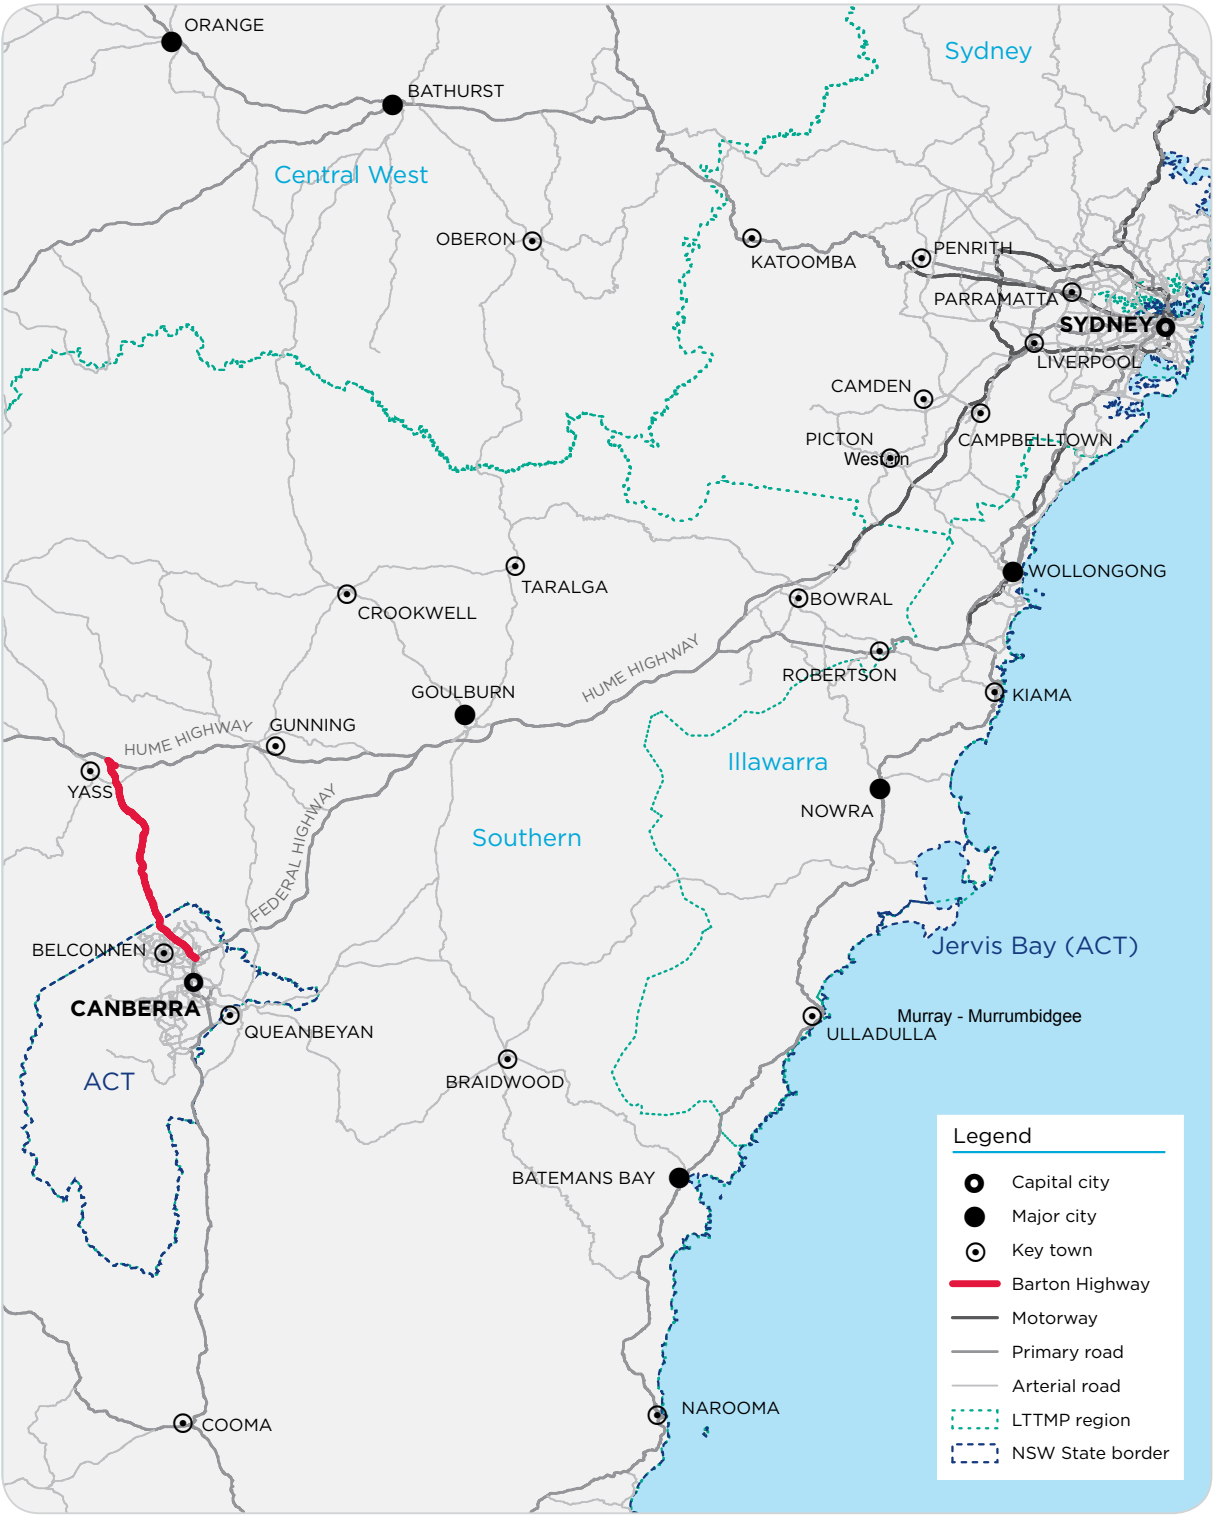 ORANGE
Sydney
BATHURST
Central West
OBERON
PENRITH
KATOOMBA
PARRAMATTA
SYDNEY
LIVERPOOL
CAMDEN
PICTON
CAMPBELLTOWN
Western
WOLLONGONG
TARALGA
BOWRAL
CROOKWELL
HUME HIGHWAY
ROBERTSON
GOULBURN
KIAMA
GUNNING
HUME HIGHWAY
Illawarra
YASS
NOWRA
FEDERAL HIGHWAY
Southern
BELCONNEN
Jervis Bay (ACT)
CANBERRA
Murray - Murrumbidgee
QUEANBEYAN
ULLADULLA
ACT
BRAIDWOOD
BATEMANS BAY
NAROOMA
COOMA
Legend
Capital city
Major city
Key town
Barton Highway
Motorway
Primary road
Arterial road
LTTMP region
NSW State border